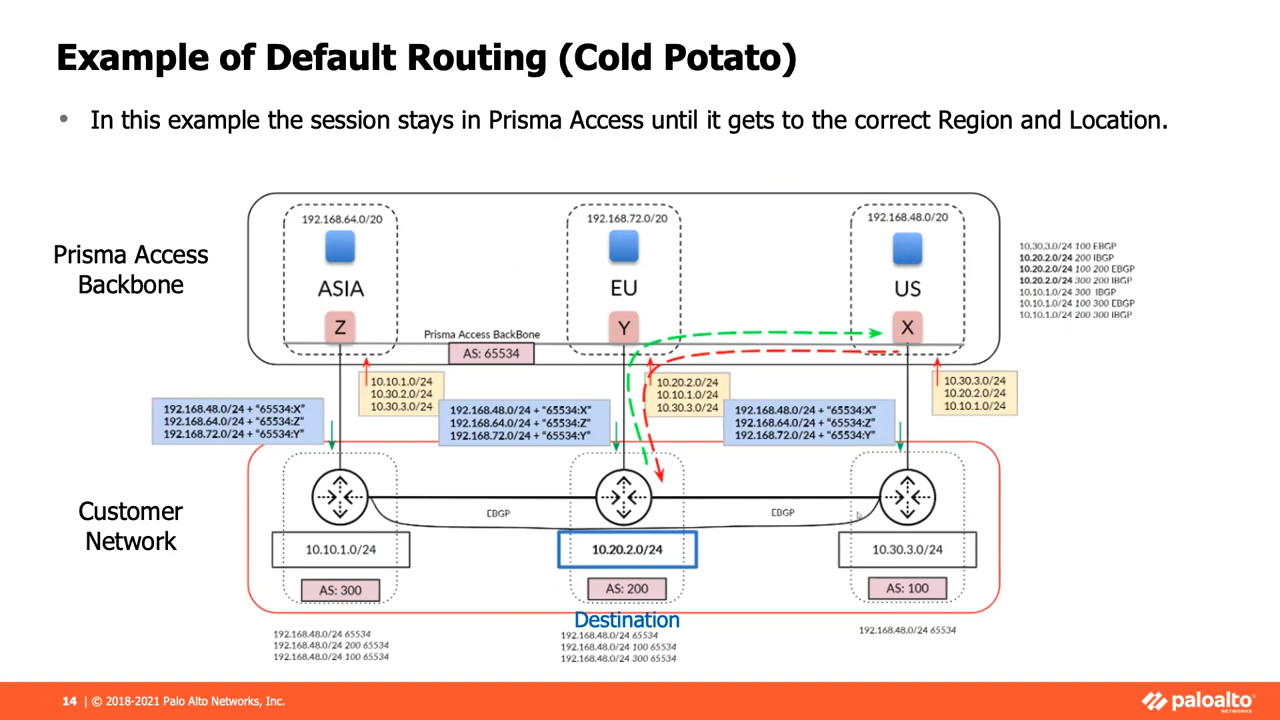 Example of Default Routing (Cold Potato)
• In this example the session stays in Prisma Access until it gets to the correct Region and Location.
Prisma Access
Backbone
192.168.64.0/20
ASIA
Z
192.168.72.0/20
EU
Y
192.168.48.0/20
US
X
Prisma Access BackBone
AS: 65534
10.30.3.0/24 100 EBGP
10.20.2.0/24 200 IBGP
10.20.2.0/24 100 200 EBGP
10.20.2.0/24 300 200 IBGP
10.10.1.0/24 300 IBGP
10.10.1.0/24 100 300 EBGP
10.10.1.0/24 200 300 IBGP
192.168.48.0/24 + "65534:X"
192.168.64.0/24 + "65534:Z"
192.168.72.0/24 + "65534:Y"
10.10.1.0/24
10.30.2.0/24
10.30.3.0/24
192.168.48.0/24 + "65534:X"
192.168.64.0/24 + "65534:Z"
192.168.72.0/24 + "65534:Y"
10.20.2.0/24
10.10.1.0/24
10.30.3.0/24
192.168.48.0/24 + "65534:X"
192.168.64.0/24 + "65534:Z"
192.168.72.0/24 + "65534:Y"
10.30.3.0/24
10.20.2.0/24
10.10.1.0/24
Customer
Network
EBGP
EBGP
10.10.1.0/24
10.20.2.0/24
10.30.3.0/24
AS: 300
AS: 200
AS: 100
Destination
192.168.48.0/24 65534
192.168.48.0/24 200 65534
192.168.48.0/24 100 65534
192.168.48.0/24 65534
192.168.48.0/24 100 65534
192.168.48.0/24 300 65534
192.168.48.0/24 65534
14 | © 2018-2021 Palo Alto Networks, Inc.
paloalto
NETWORKS